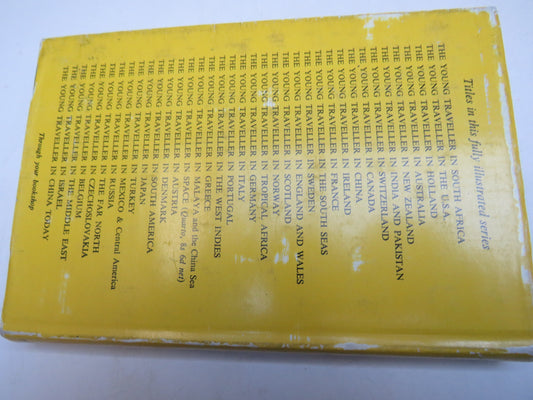 Titles in this fully-illustrated series
THE YOUNG TRAVELLER IN SOUTH AFRICA
THE YOUNG TRAVELLER IN THE U.S.A.
THE YOUNG TRAVELLER IN HOLLAND
THE YOUNG TRAVELLER IN AUSTRALIA
THE YOUNG TRAVELLER IN NEW ZEALAND
THE YOUNG TRAVELLER IN INDIA AND PAKISTAN
THE YOUNG TRAVELLER IN SWITZERLAND
THE YOUNG TRAVELLER IN CANADA
THE YOUNG TRAVELLER IN CHINA
THE YOUNG TRAVELLER IN IRELAND
THE YOUNG TRAVELLER IN FRANCE
THE YOUNG TRAVELLER IN THE SOUTH SEAS
THE YOUNG TRAVELLER IN SWEDEN
THE YOUNG TRAVELLER IN ENGLAND AND WALES
THE YOUNG TRAVELLER IN SCOTLAND
THE YOUNG TRAVELLER IN NORWAY
THE YOUNG TRAVELLER IN TROPICAL AFRICA
THE YOUNG TRAVELLER IN GERMANY
THE YOUNG TRAVELLER IN ITALY
THE YOUNG TRAVELLER IN PORTUGAL
THE YOUNG TRAVELLER IN THE WEST INDIES
THE YOUNG TRAVELLER IN GREECE
THE YOUNG TRAVELLER IN MALAYA and the China Sea
THE YOUNG TRAVELLER IN SPACE (Quarto, 8s 6d net)
THE YOUNG TRAVELLER IN AUSTRIA
THE YOUNG TRAVELLER IN DENMARK
THE YOUNG TRAVELLER IN SOUTH AMERICA
THE YOUNG TRAVELLER IN SPAIN
THE YOUNG TRAVELLER IN TURKEY
THE YOUNG TRAVELLER IN MEXICO & Central America
THE YOUNG TRAVELLER IN RUSSIA
THE YOUNG TRAVELLER IN THE FAR NORTH
THE YOUNG TRAVELLER IN CZECHOSLOVAKIA
THE YOUNG TRAVELLER IN BELGIUM
THE YOUNG TRAVELLER IN THE MIDDLE EAST
THE YOUNG TRAVELLER IN ISRAEL
THE YOUNG TRAVELLER IN CHINA TODAY
Through your bookshop